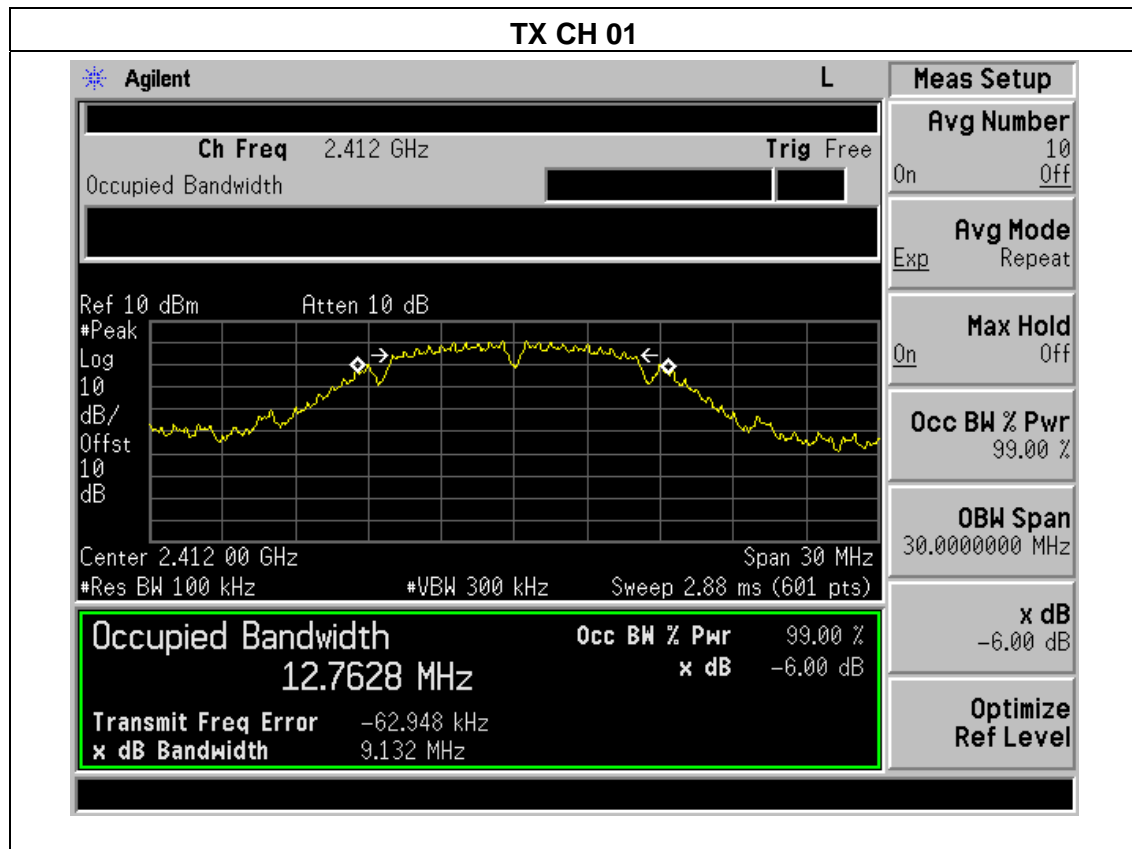 TX CH 01
Agilent L
Ch Freq 2.412 GHz Trig Free
Occupied Bandwidth
Ref 10 dBm Atten 10 dB
#Peak
Log
10
dB/
Offst
10
dB
Center 2.412 00 GHz Span 30 MHz
#Res BW 100 kHz #VBW 300 kHz Sweep 2.88 ms (601 pts)
Occupied Bandwidth Occ BW % Pwr 99.00 %
12.7628 MHz x dB -6.00 dB
Transmit Freq Error -62.948 kHz
x dB Bandwidth 9.132 MHz
Meas Setup
Avg Number
10
On Off
Avg Mode
Exp Repeat
Max Hold
On Off
Occ BW % Pwr
99.00 %
OBW Span
30.0000000 MHz
x dB
-6.00 dB
Optimize
Ref Level